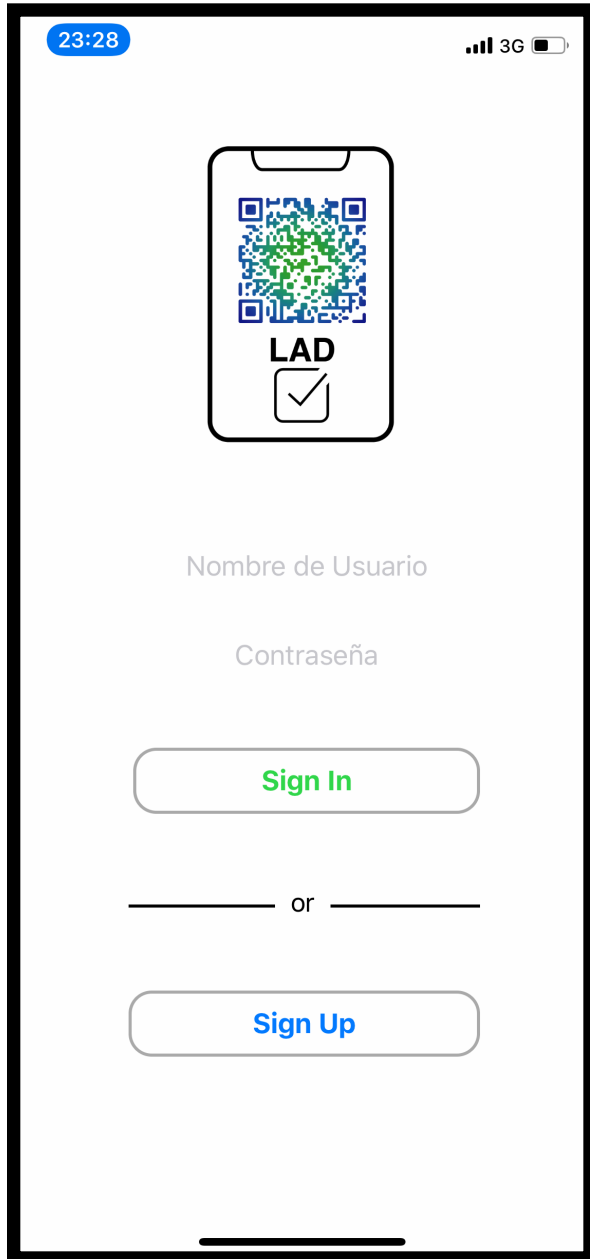 23:28
3G
LAD
Nombre de Usuario
Contraseña
Sign In
or
Sign Up